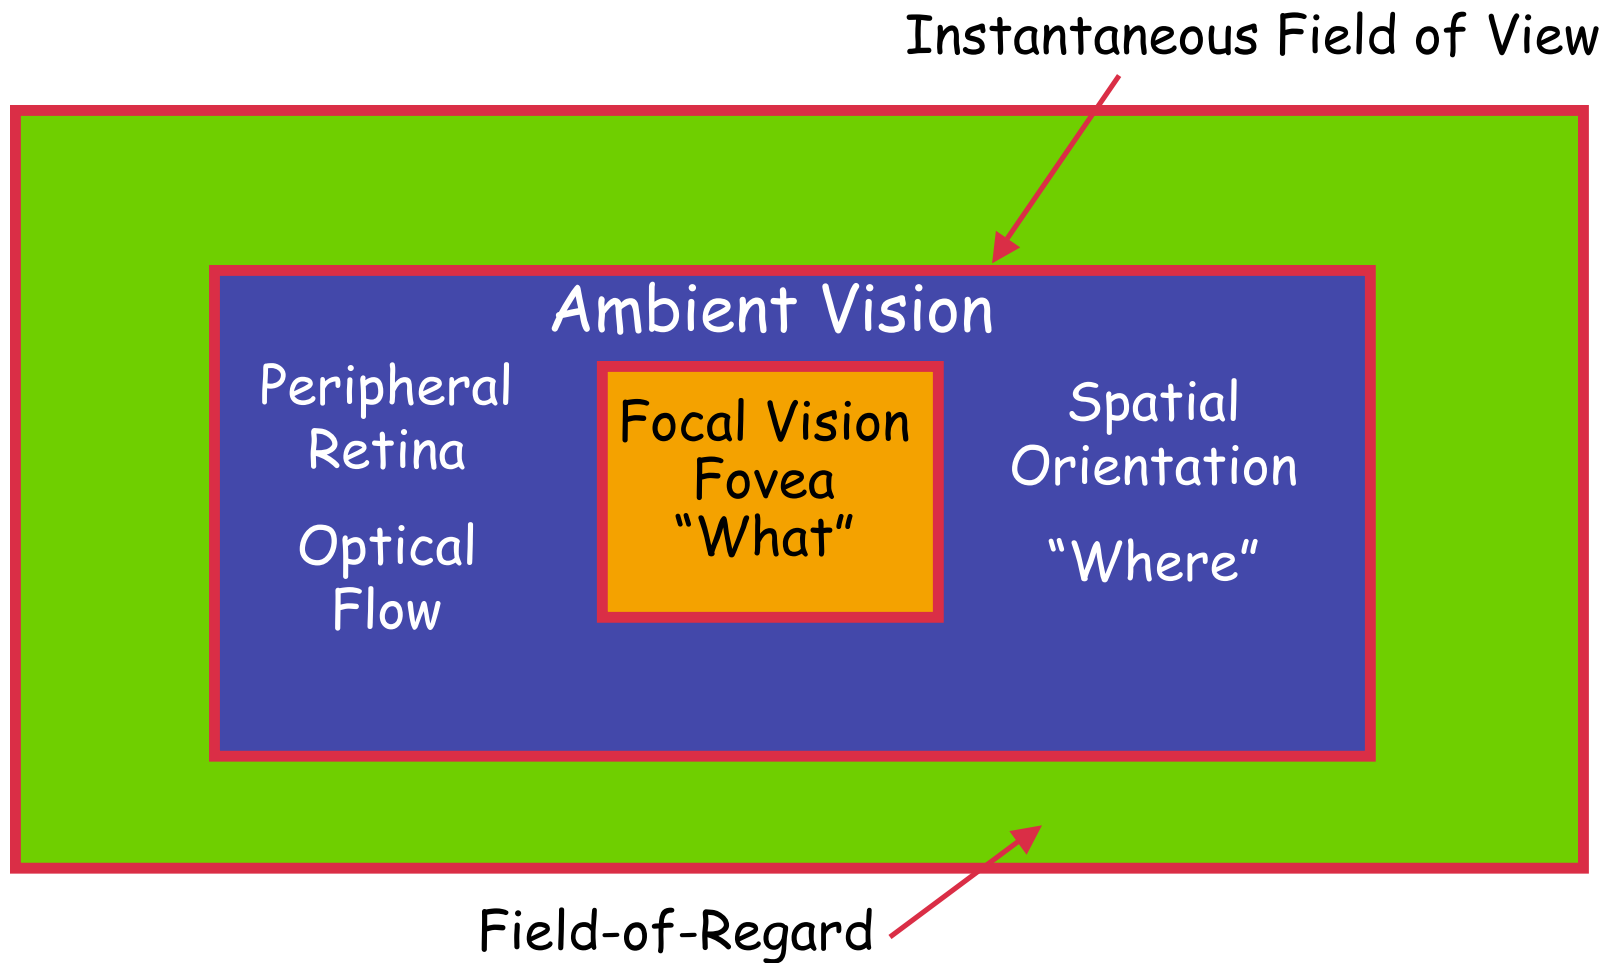 Instantaneous Field of View
Ambient Vision
Peripheral
Retina
Optical
Flow
Focal Vision
Fovea
“What”
Spatial
Orientation
“Where”
Field-of-Regard